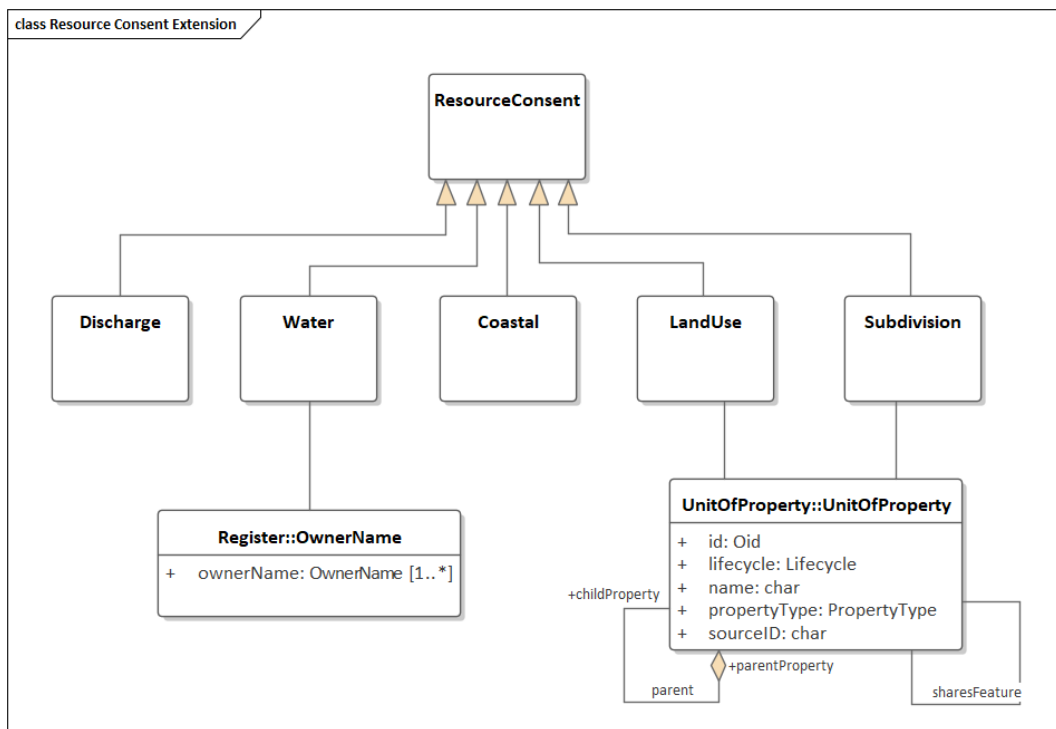 class Resource Consent Extension
ResourceConsent
Discharge
Water
Coastal
LandUse
Subdivision
Register::OwnerName
+ ownerName: OwnerName [1..*]
UnitOfProperty::UnitOfProperty
+ id: Oid
+ lifecycle: Lifecycle
+ name: char
+ propertyType: PropertyType
+ sourceID: char
+childProperty
+parentProperty
parent
sharesFeature